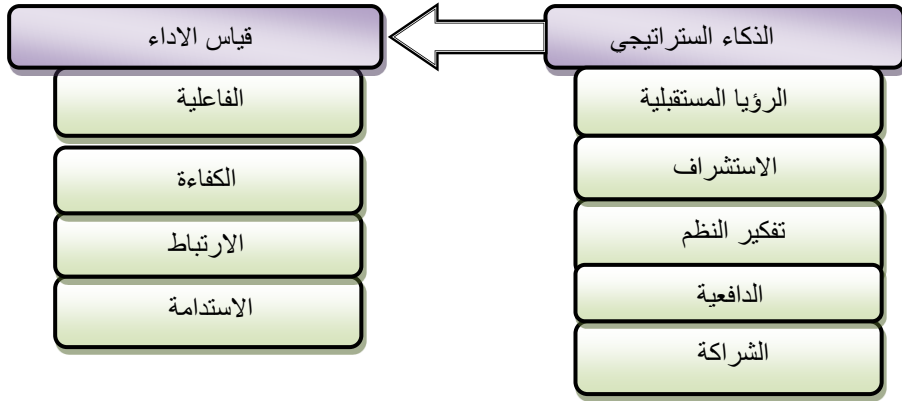 الذكاء الستراتيجي
الرؤيا المستقبلية
الاستشراف
تفكير النظم
الدافعية
الشراكة
قياس الاداء
الفاعلية
الكفاءة
الارتباط
الاستدامة